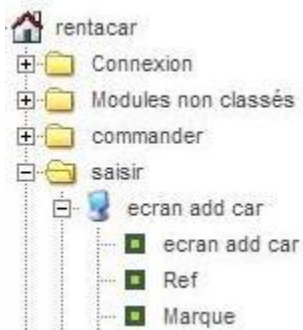 rentacar
Connexion
Modules non classés
commander
saisir
ecran add car
ecran add car
Ref
Marque